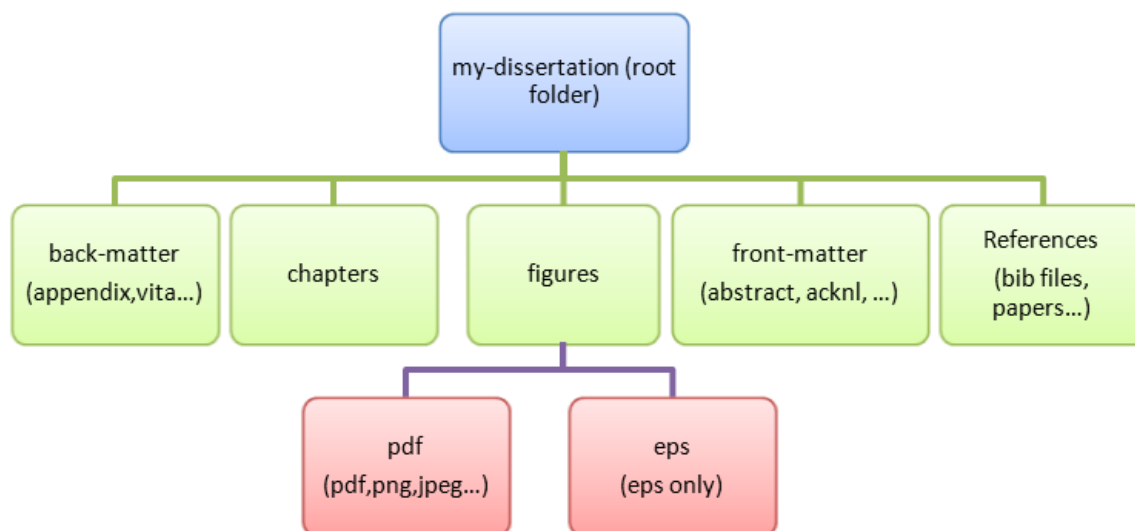 my-dissertation (root
folder)
back-matter
(appendix,vita…)
chapters
figures
front-matter
(abstract, acknl, …)
References
(bib files,
papers…)
pdf
(pdf,png,jpeg…)
eps
(eps only)